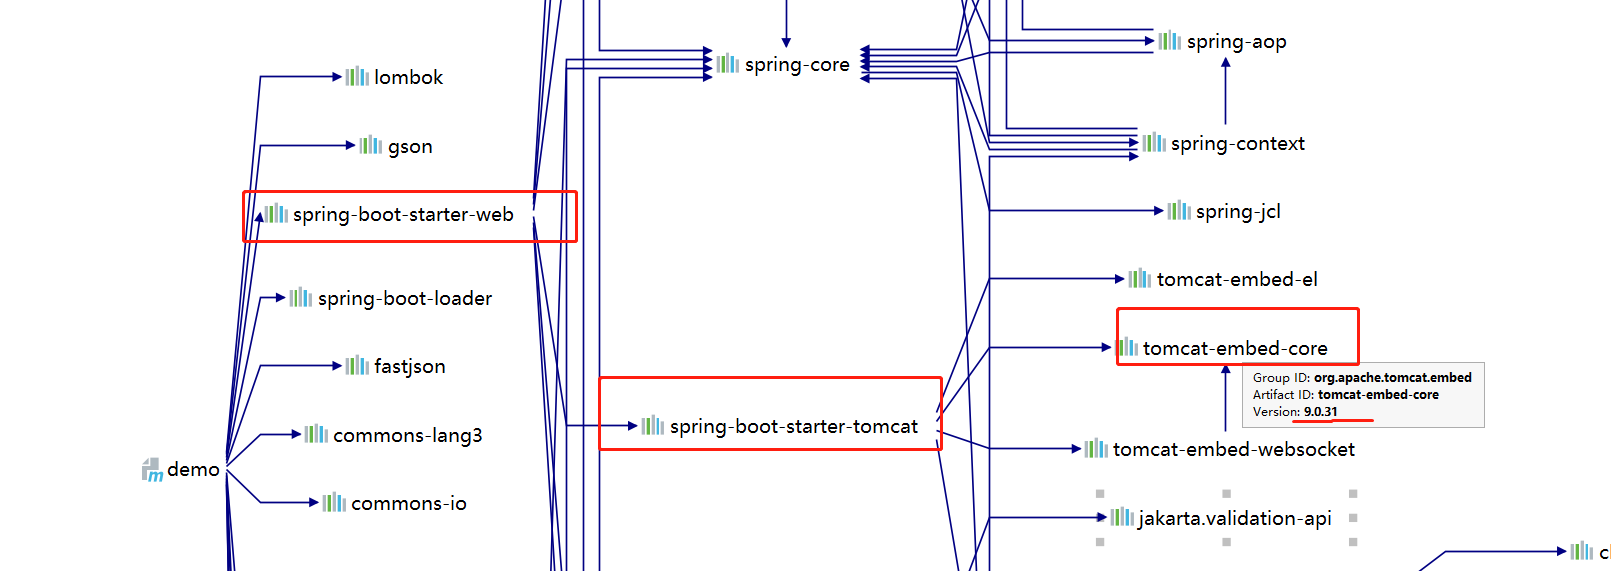 spring-aop
spring-core
lombok
spring-context
gson
spring-boot-starter-web
spring-jcl
tomcat-embed-el
spring-boot-loader
tomcat-embed-core
fastjson
Group ID: org.apache.tomcat.embed
Artifact ID: tomcat-embed-core
Version: 9.0.31
spring-boot-starter-tomcat
commons-lang3
tomcat-embed-websocket
demo
commons-io
jakarta.validation-api